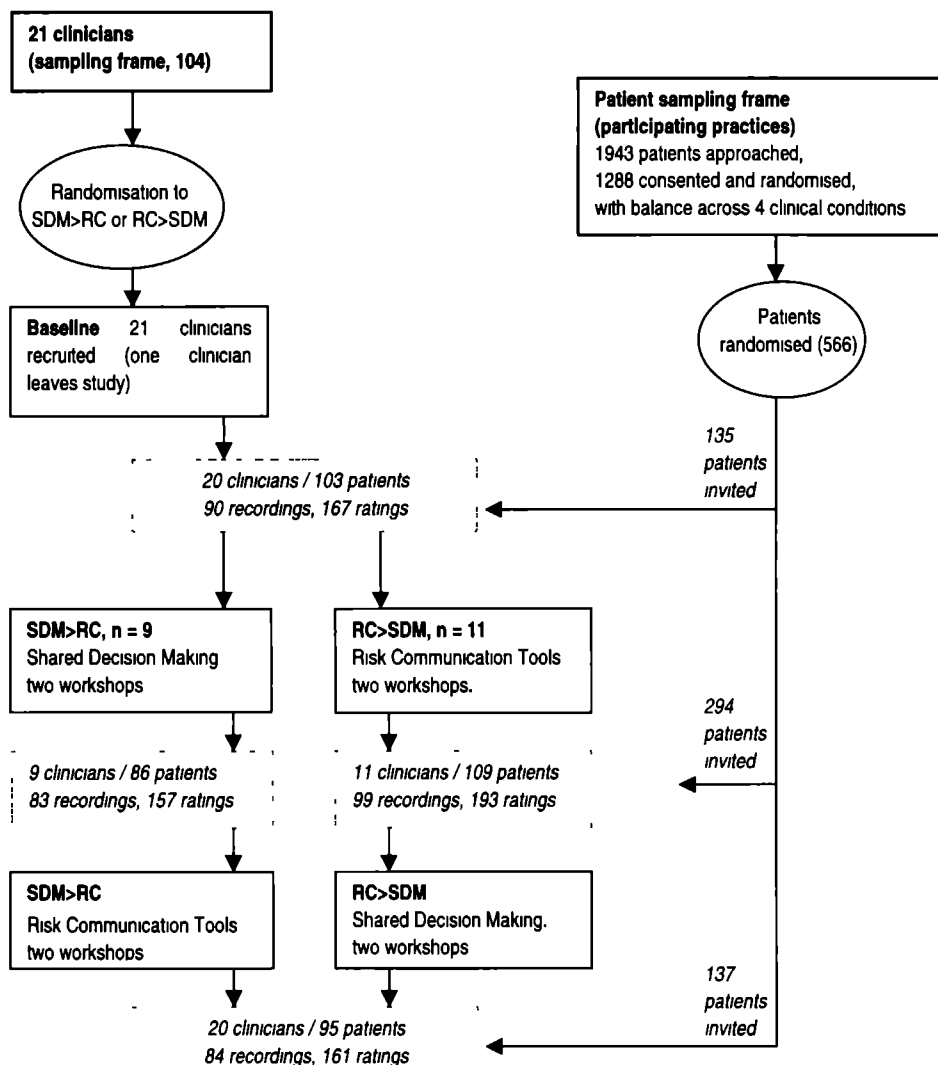 21 clinicians
(sampling frame, 104)
Randomisation to
SDM>RC or RC>SDM
Baseline 21 clinicians
recruited (one clinician
leaves study)
Patient sampling frame
(participating practices)
1943 patients approached,
1288 consented and randomised,
with balance across 4 clinical conditions
Patients
randomised (566)
135
patients
invited
20 clinicians / 103 patients
90 recordings, 167 ratings
SDM>RC, n = 9
Shared Decision Making
two workshops
RC>SDM, n = 11
Risk Communication Tools
two workshops.
294
patients
invited
9 clinicians / 86 patients
83 recordings, 157 ratings
11 clinicians / 109 patients
99 recordings, 193 ratings
SDM>RC
Risk Communication Tools
two workshops
RC>SDM
Shared Decision Making.
two workshops
137
patients
invited
20 clinicians / 95 patients
84 recordings, 161 ratings